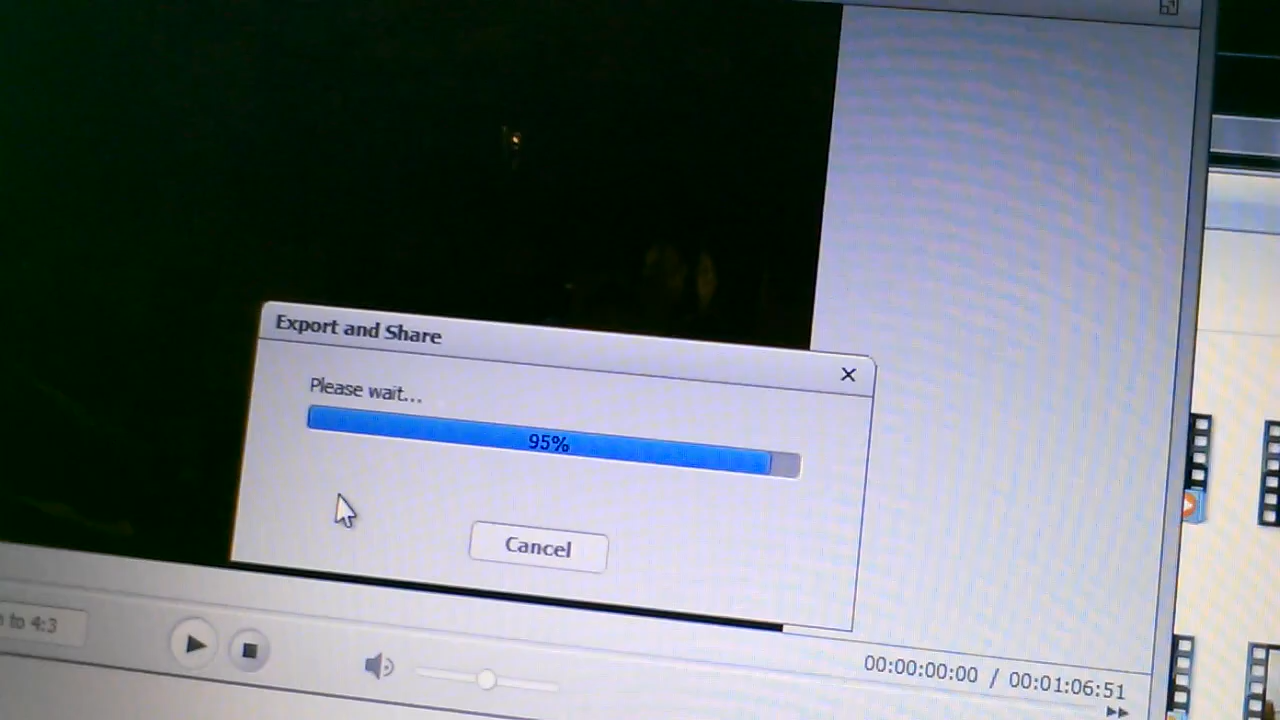 Export and Share
Please wait...
95%
Cancel
to 4:3
00:00:00:00 / 00:01:06:51